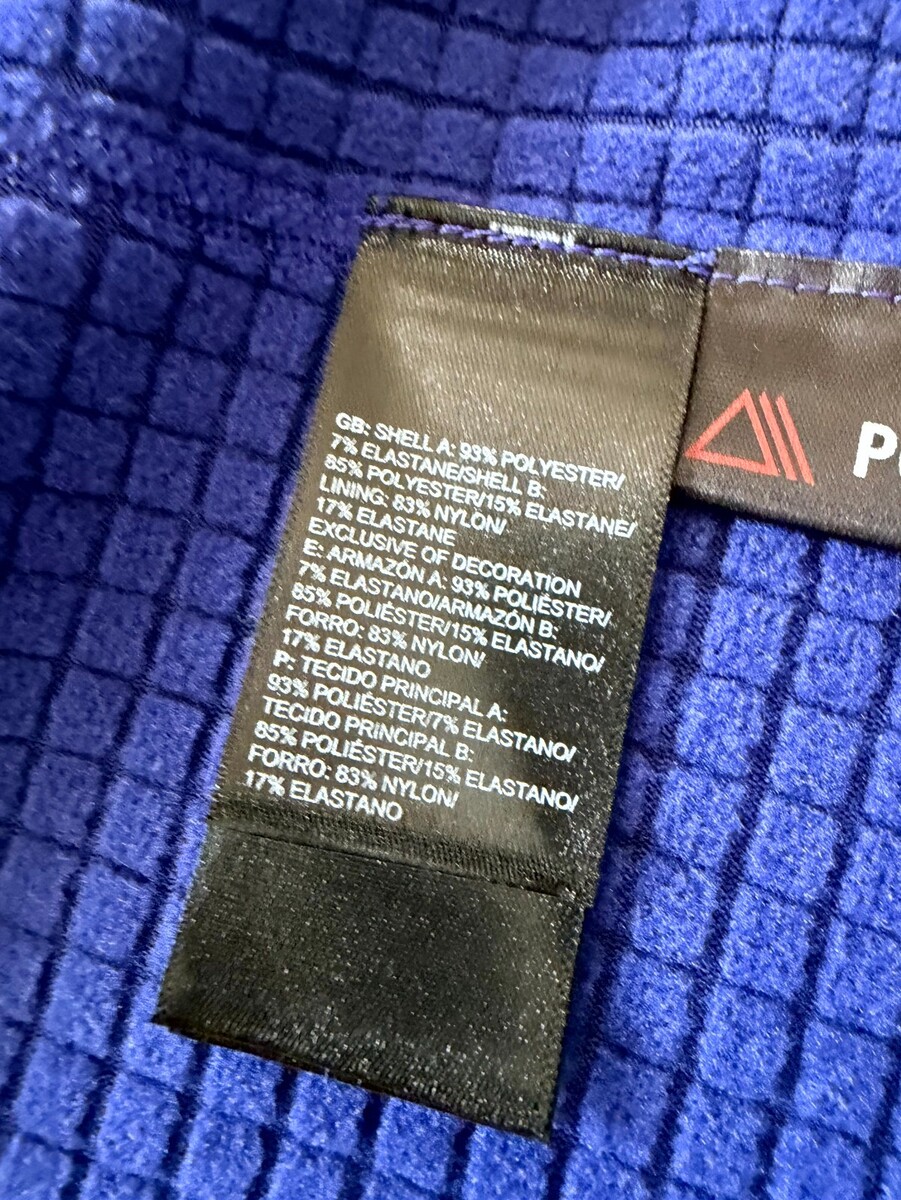 GB: SHELL A: 93% POLYESTER/
7% ELASTANE/SHELL B:
85% POLYESTER/15% ELASTANE/
LINING: 83% NYLON/
17% ELASTANE
EXCLUSIVE OF DECORATION
E: ARMAZÓN A: 93% POLIÉSTER/
7% ELASTANO/ARMAZÓN B:
85% POLIÉSTER/15% ELASTANO/
FORRO: 83% NYLON/
17% ELASTANO
P: TECIDO PRINCIPAL A:
93% POLIÉSTER/7% ELASTANO/
TECIDO PRINCIPAL B:
85% POLIÉSTER/15% ELASTANO/
FORRO: 83% NYLON/
17% ELASTANO